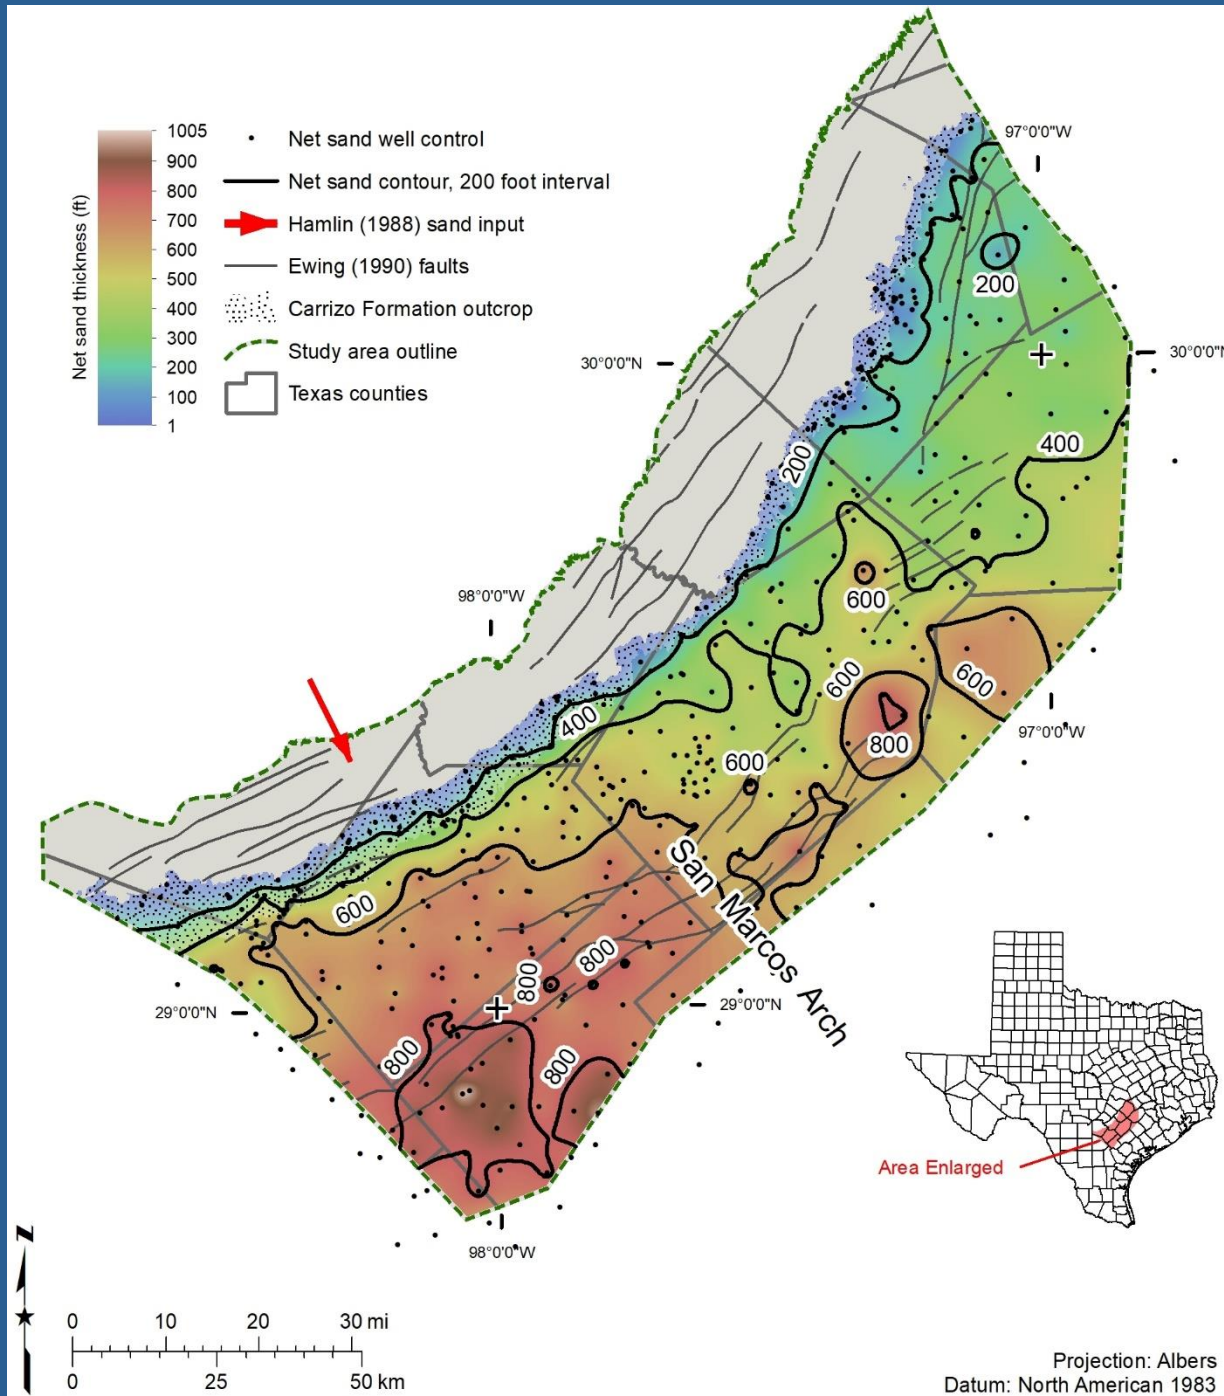 Net sand thickness (ft)
1005
900
800
700
600
500
400
300
200
100
1
Net sand well control
Net sand contour, 200 foot interval
Hamlin (1988) sand input
Ewing (1990) faults
Carrizo Formation outcrop
Study area outline
Texas counties
97°0'0"W
200
30°0'0"N
30°0'0"N
400
200
98°0'0"W
600
600
600
400
800
97°0'0"W
600
San Marcos Arch
600
800
800
29°0'0"N
29°0'0"N
800
800
Area Enlarged
98°0'0"W
N
0 10 20 30 mi
0 25 50 km
Projection: Albers
Datum: North American 1983